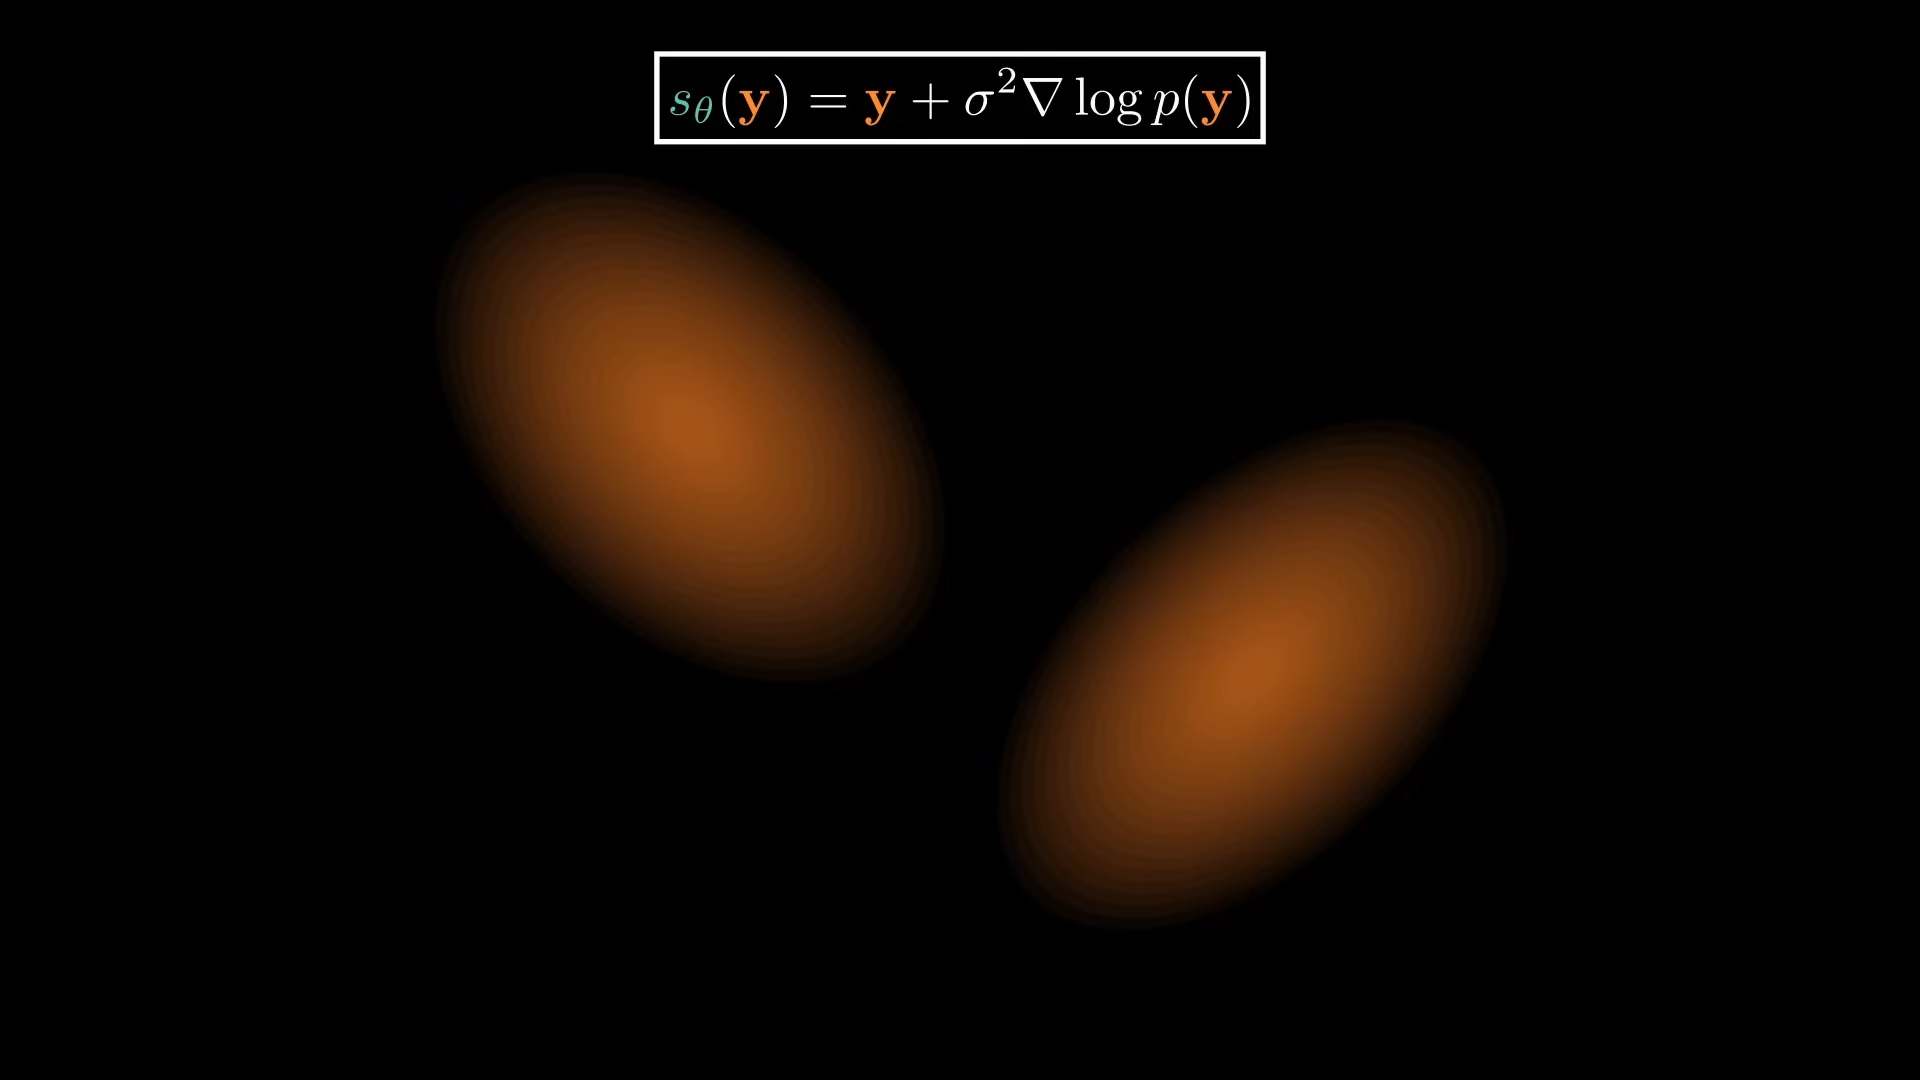 s_θ(y) = y + σ²∇ log p(y)